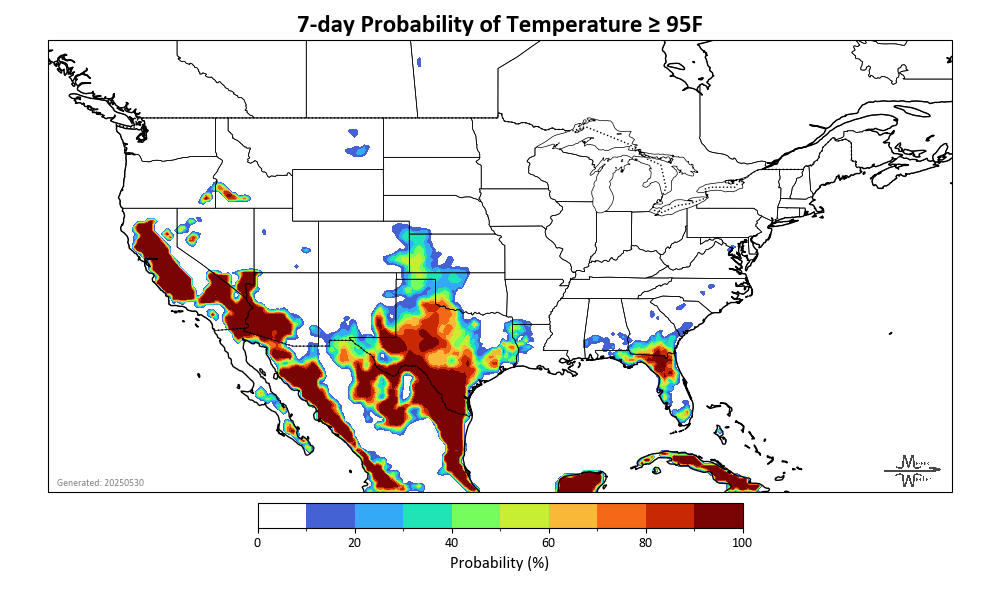 7-day Probability of Temperature ≥ 95F
Generated: 20250530
0 20 40 60 80 100
Probability (%)